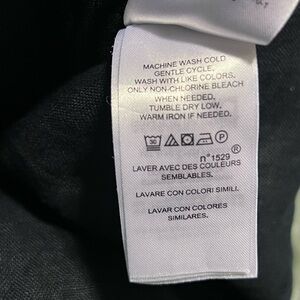 MACHINE WASH COLD
GENTLE CYCLE.
WASH WITH LIKE COLORS.
ONLY NON-CHLORINE BLEACH
WHEN NEEDED.
TUMBLE DRY LOW.
WARM IRON IF NEEDED.
30 P
n°1529 ®
LAVER AVEC DES COULEURS
SEMBLABLES.
LAVARE CON COLORI SIMILI.
LAVAR CON COLORES
SIMILARES.